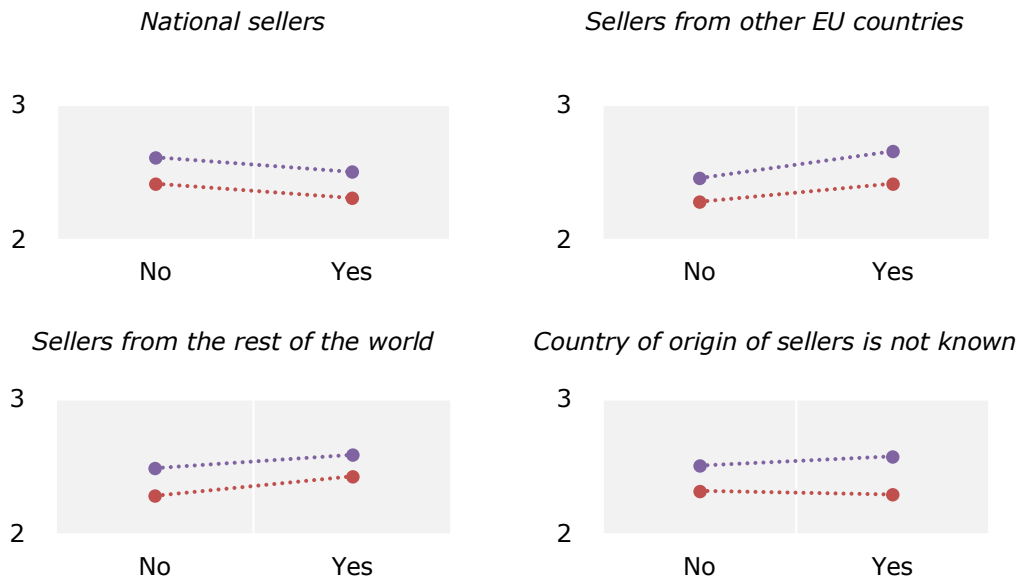 National sellers
Sellers from other EU countries
3
2
No Yes
3
2
No Yes
Sellers from the rest of the world
Country of origin of sellers is not known
3
2
No Yes
3
2
No Yes